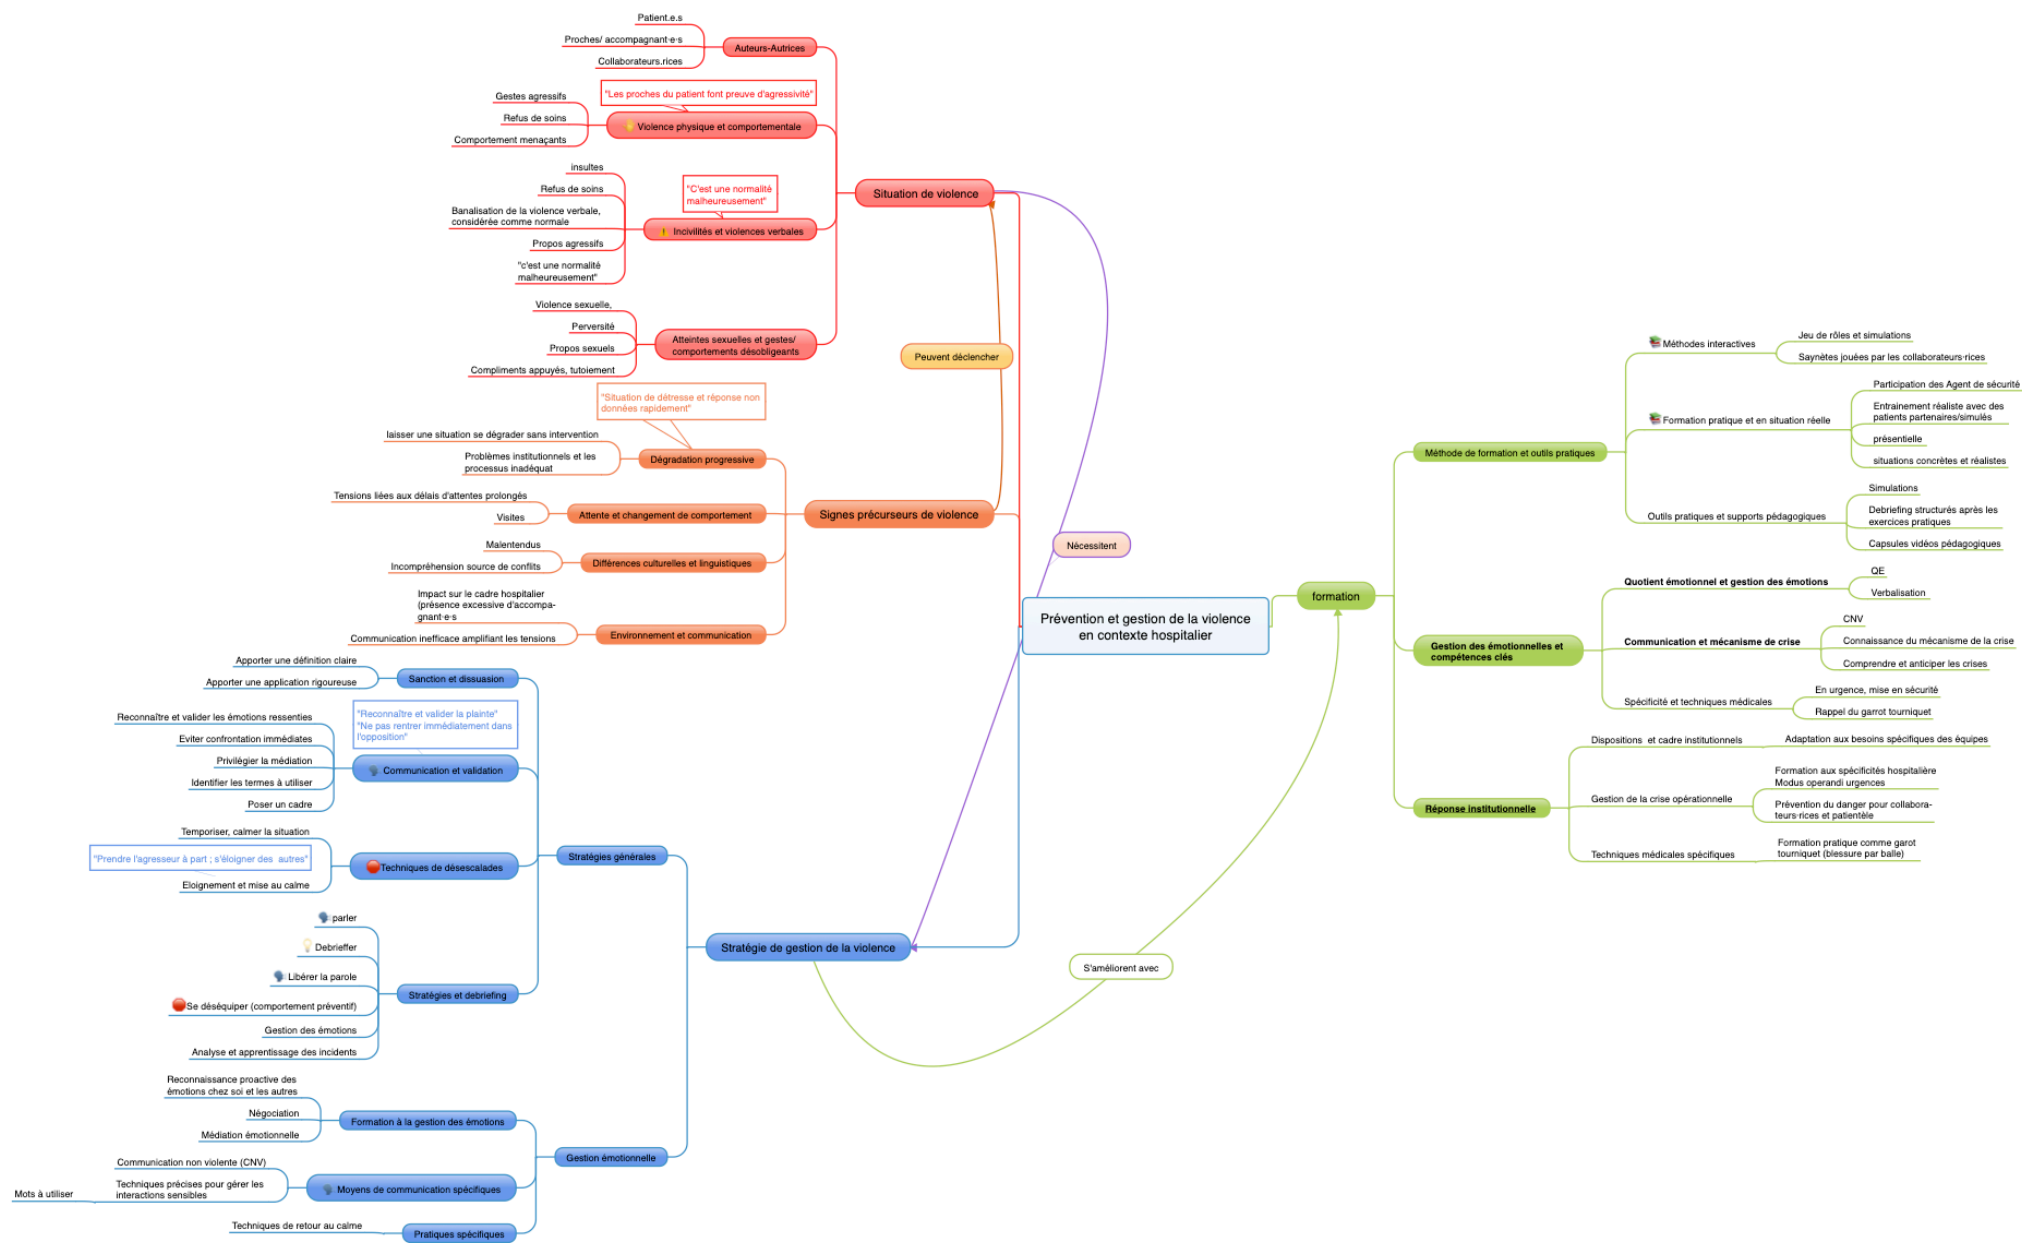 Prévention et gestion de la violence
en contexte hospitalier
Situation de violence
Auteurs-Autrices
Patient.e.s
Proches/ accompagnant·e·s
Collaborateurs.rices
"Les proches du patient font preuve d'agressivité"
Violence physique et comportementale
Gestes agressifs
Refus de soins
Comportement menaçants
"C'est une normalité
malheureusement"
Incivilités et violences verbales
insultes
Refus de soins
Banalisation de la violence verbale,
considérée comme normale
Propos agressifs
"c'est une normalité
malheureusement"
Atteintes sexuelles et gestes/
comportements désobligeants
Violence sexuelle,
Perversité
Propos sexuels
Compliments appuyés, tutoiement
Peuvent déclencher
Signes précurseurs de violence
"Situation de détresse et réponse non
données rapidement"
Dégradation progressive
laisser une situation se dégrader sans intervention
Problèmes institutionnels et les
processus inadéquat
Attente et changement de comportement
Tensions liées aux délais d'attentes prolongés
Visites
Différences culturelles et linguistiques
Malentendus
Incompréhension source de conflits
Environnement et communication
Impact sur le cadre hospitalier
(présence excessive d'accompa-
gnant·e·s
Communication inefficace amplifiant les tensions
Nécessitent
Stratégie de gestion de la violence
Stratégies générales
Sanction et dissuasion
Apporter une définition claire
Apporter une application rigoureuse
"Reconnaître et valider la plainte"
"Ne pas rentrer immédiatement dans
l'opposition"
Communication et validation
Reconnaître et valider les émotions ressenties
Eviter confrontation immédiates
Privilégier la médiation
Identifier les termes à utiliser
Poser un cadre
Techniques de désescalades
Temporiser, calmer la situation
"Prendre l'agresseur à part ; s'éloigner des  autres"
Eloignement et mise au calme
Stratégies et debriefing
parler
Debrieffer
Libérer la parole
Se déséquiper (comportement préventif)
Gestion des émotions
Analyse et apprentissage des incidents
Gestion émotionnelle
Formation à la gestion des émotions
Reconnaissance proactive des
émotions chez soi et les autres
Négociation
Médiation émotionnelle
Moyens de communication spécifiques
Communication non violente (CNV)
Techniques précises pour gérer les
interactions sensibles
Mots à utiliser
Pratiques spécifiques
Techniques de retour au calme
S'améliorent avec
formation
Méthode de formation et outils pratiques
Méthodes interactives
Jeu de rôles et simulations
Saynètes jouées par les collaborateurs·rices
Formation pratique et en situation réelle
Participation des Agent de sécurité
Entrainement réaliste avec des
patients partenaires/simulés
présentielle
situations concrètes et réalistes
Outils pratiques et supports pédagogiques
Simulations
Debriefing structurés après les
exercices pratiques
Capsules vidéos pédagogiques
Gestion des émotionnelles et
compétences clés
Quotient émotionnel et gestion des émotions
QE
Verbalisation
Communication et mécanisme de crise
CNV
Connaissance du mécanisme de la crise
Comprendre et anticiper les crises
Spécificité et techniques médicales
En urgence, mise en sécurité
Rappel du garrot tourniquet
Réponse institutionnelle
Dispositions  et cadre institutionnels
Adaptation aux besoins spécifiques des équipes
Gestion de la crise opérationnelle
Formation aux spécificités hospitalière
Modus operandi urgences
Prévention du danger pour collabora-
teurs·rices et patientèle
Techniques médicales spécifiques
Formation pratique comme garot
tourniquet (blessure par balle)